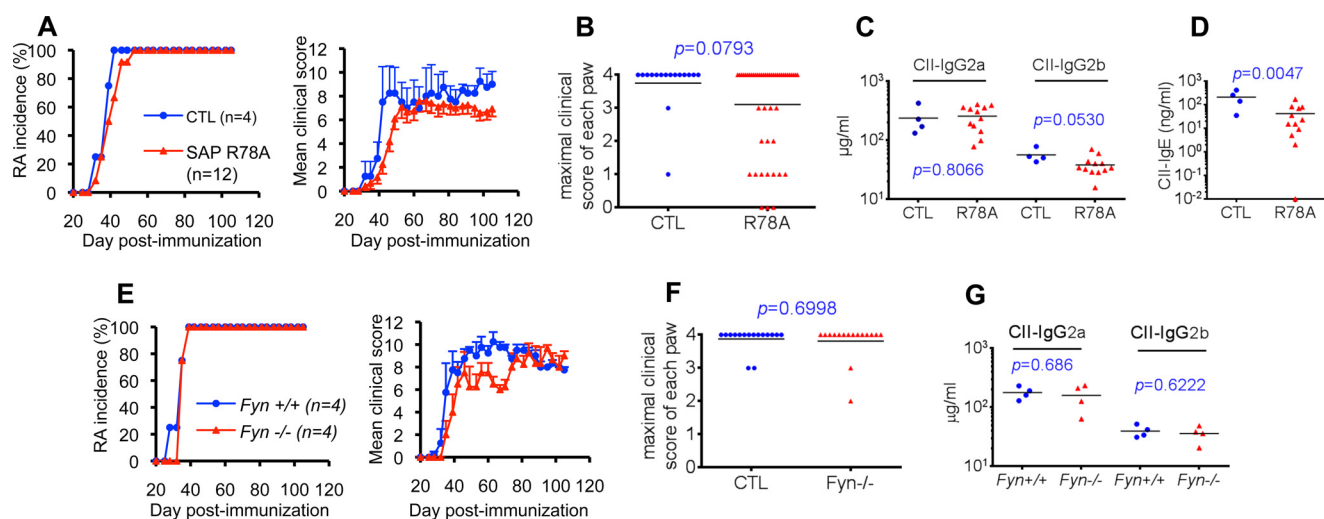 A
RA incidence (%)
120
100
80
60
40
20
0
CTL (n=4)
SAP R78A
(n=12)
20 40 60 80 100 120
Day post-immunization
Mean clinical score
12
10
8
6
4
2
0
20 40 60 80 100 120
Day post-immunization
B
p=0.0793
maximal clinical
score of each paw
4
3
2
1
0
CTL R78A
C
CII-IgG2a
CII-IgG2b
µg/ml
10³
10²
10¹
p=0.8066
p=0.0530
CTL R78A CTL R78A
D
p=0.0047
CII-IgE (ng/ml)
10³
10²
10¹
10⁰
10⁻¹
10⁻²
CTL R78A
E
RA incidence (%)
120
100
80
60
40
20
0
Fyn +/+ (n=4)
Fyn -/- (n=4)
20 40 60 80 100 120
Day post-immunization
Mean clinical score
12
10
8
6
4
2
0
20 40 60 80 100 120
Day post-immunization
F
p=0.6998
maximal clinical
score of each paw
4
3
2
1
0
CTL Fyn-/-
G
CII-IgG2a
CII-IgG2b
p=0.686
p=0.6222
µg/ml
10³
10²
10¹
Fyn+/+ Fyn-/- Fyn+/+ Fyn-/-